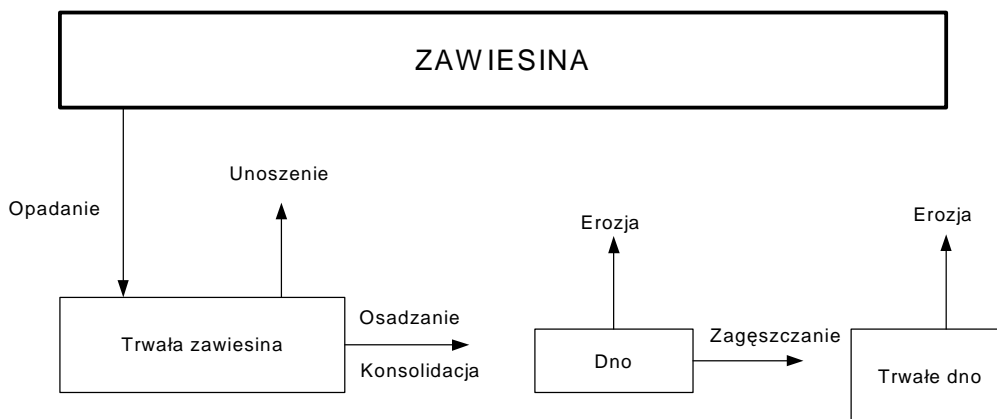 ZAWIESINA
Unoszenie
Opadanie
Erozja
Erozja
Trwała zawiesina
Osadzanie
Konsolidacja
Dno
Zagęszczanie
Trwałe dno